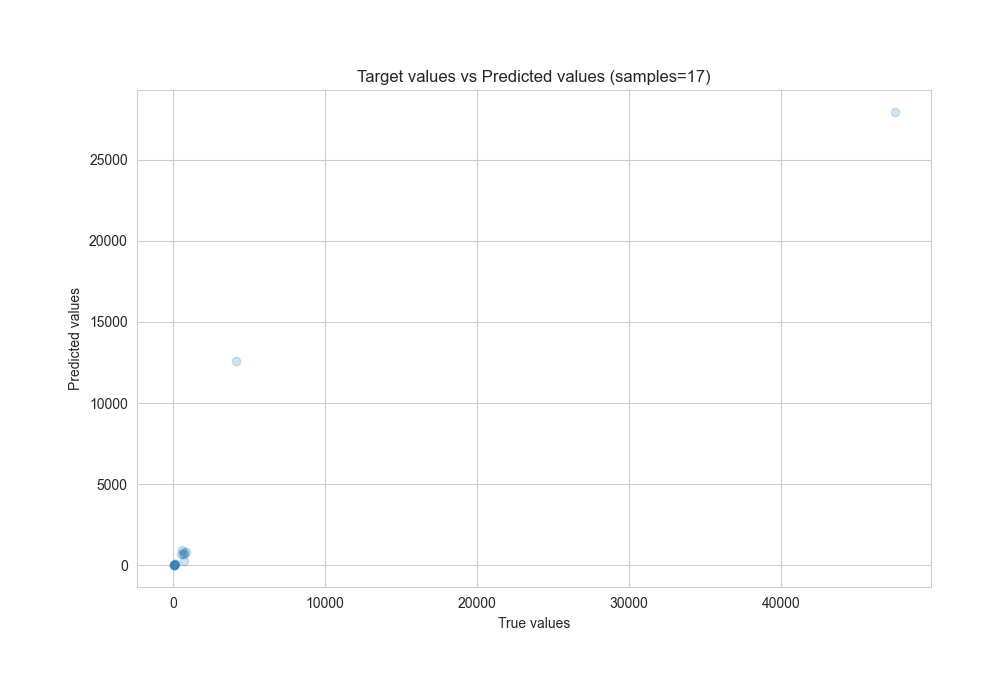 Target values vs Predicted values (samples=17)
25000
20000
15000
10000
5000
0
Predicted values
0 10000 20000 30000 40000
True values